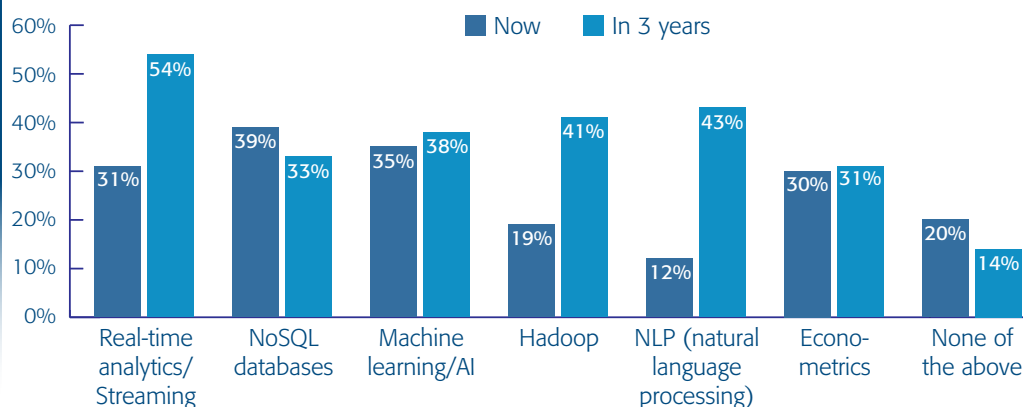 60%
50%
40%
30%
20%
10%
0%
Now
In 3 years
31%
54%
39%
33%
35%
38%
19%
41%
12%
43%
30%
31%
20%
14%
Real-time
analytics/
Streaming
NoSQL
databases
Machine
learning/AI
Hadoop
NLP (natural
language
processing)
Econo-
metrics
None of
the above